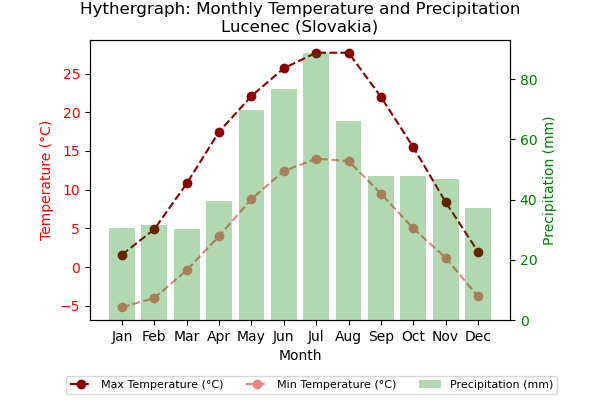 Hythergraph: Monthly Temperature and Precipitation
Lucenec (Slovakia)
Temperature (°C)
25
20
15
10
5
0
−5
80
60
40
20
0
Precipitation (mm)
Jan Feb Mar Apr May Jun Jul Aug Sep Oct Nov Dec
Month
Max Temperature (°C) Min Temperature (°C) Precipitation (mm)